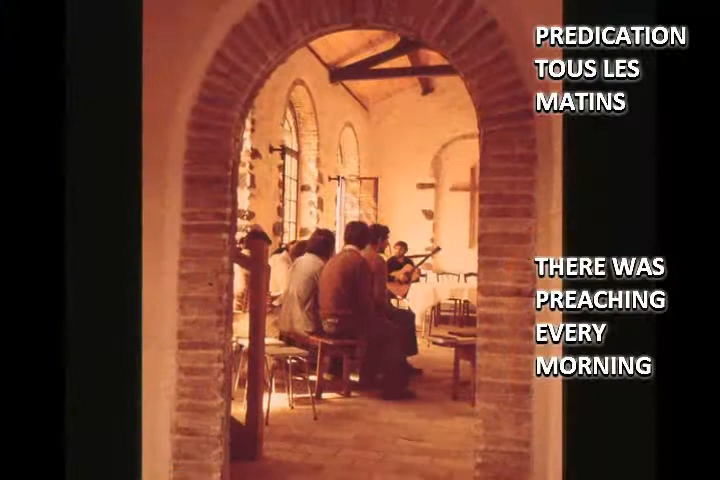 PREDICATION
TOUS LES
MATINS
THERE WAS
PREACHING
EVERY
MORNING